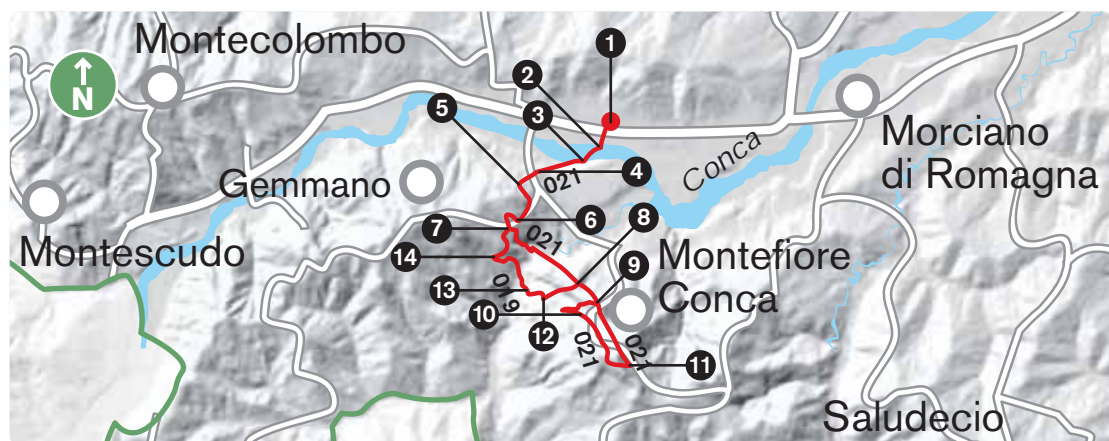 Montecolombo
1
2
3
5
N
Conca
Morciano
di Romagna
4
021
Gemmano
6
8
7
021
Montescudo
14
Montefiore
Conca
9
13
019
10
12
021
021
11
Saludecio